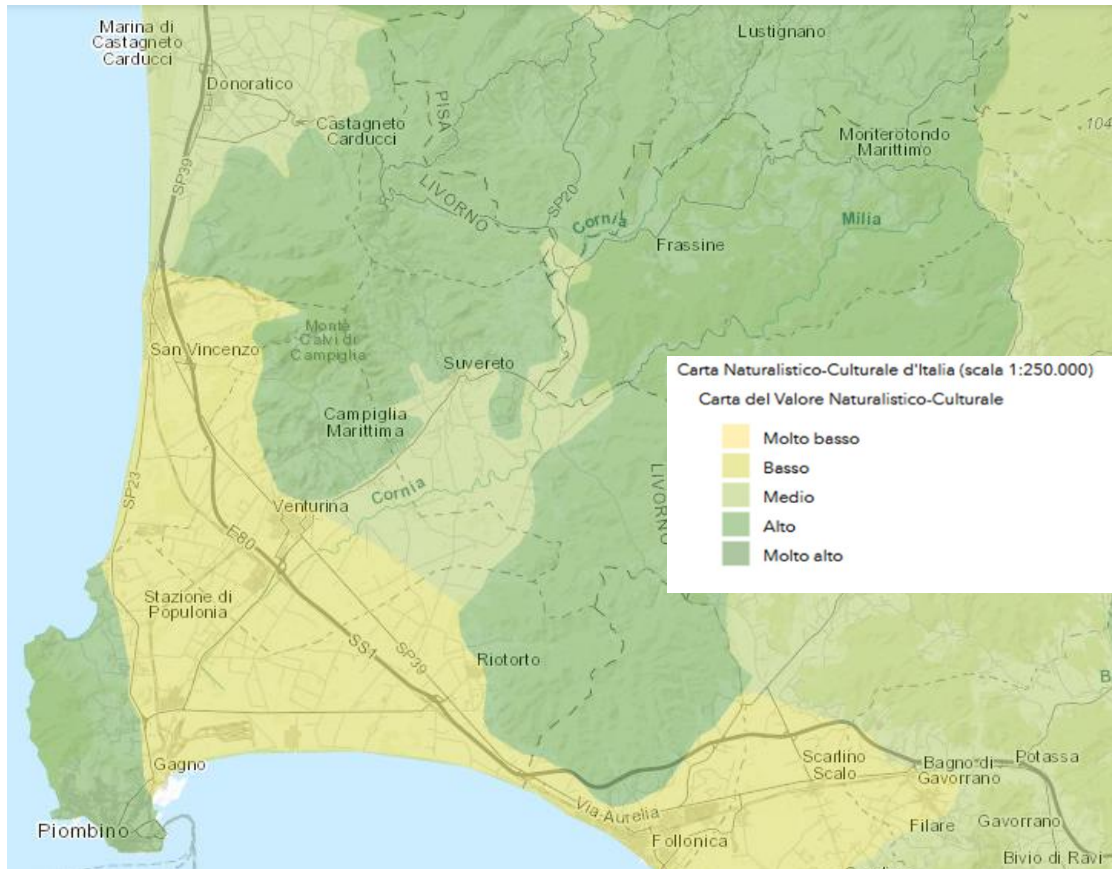 Marina di
Castagneto
Carducci
Lustignano
Donoratico
PISA
Castagneto
Carducci
104
Monterotondo
Marittimo
SP39
LIVORNO
SP20
Cornia
Milia
Frassine
Monte
Calvi di
Campiglia
San Vincenzo
Suvereto
Carta Naturalistico-Culturale d'Italia (scala 1:250.000)
Carta del Valore Naturalistico-Culturale
Molto basso
Basso
Medio
Alto
Molto alto
Campiglia
Marittima
LIVORNO
SP23
Cornia
Venturina
E80
Stazione di
Populonia
SS1
SP39
Riotorto
B
Gagno
Scarlino
Scalo
Bagno di
Gavorrano
Potassa
Via-Aurelia
Piombino
Follonica
Filare
Gavorrano
Bivio di Ravi